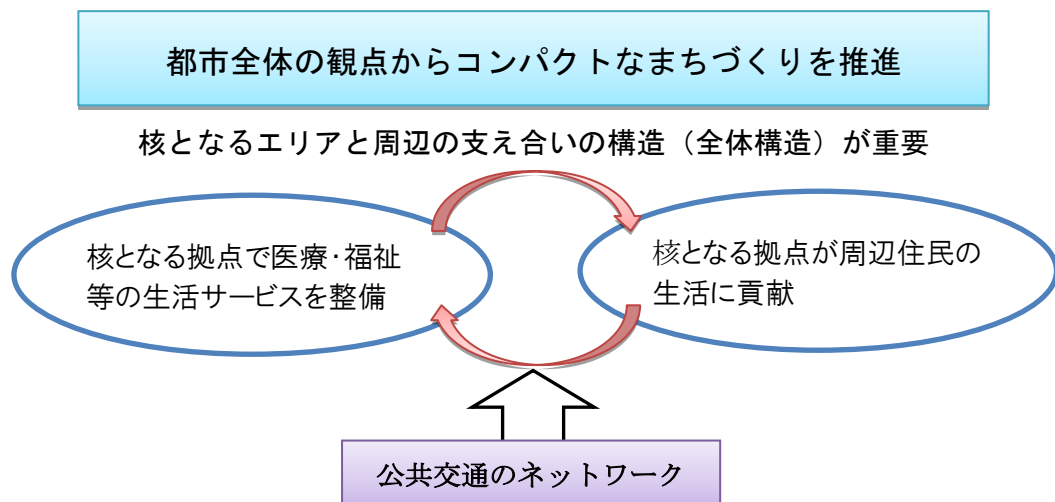 都市全体の観点からコンパクトなまちづくりを推進
核となるエリアと周辺の支え合いの構造（全体構造）が重要
核となる拠点で医療・福祉
等の生活サービスを整備
核となる拠点が周辺住民の
生活に貢献
公共交通のネットワーク